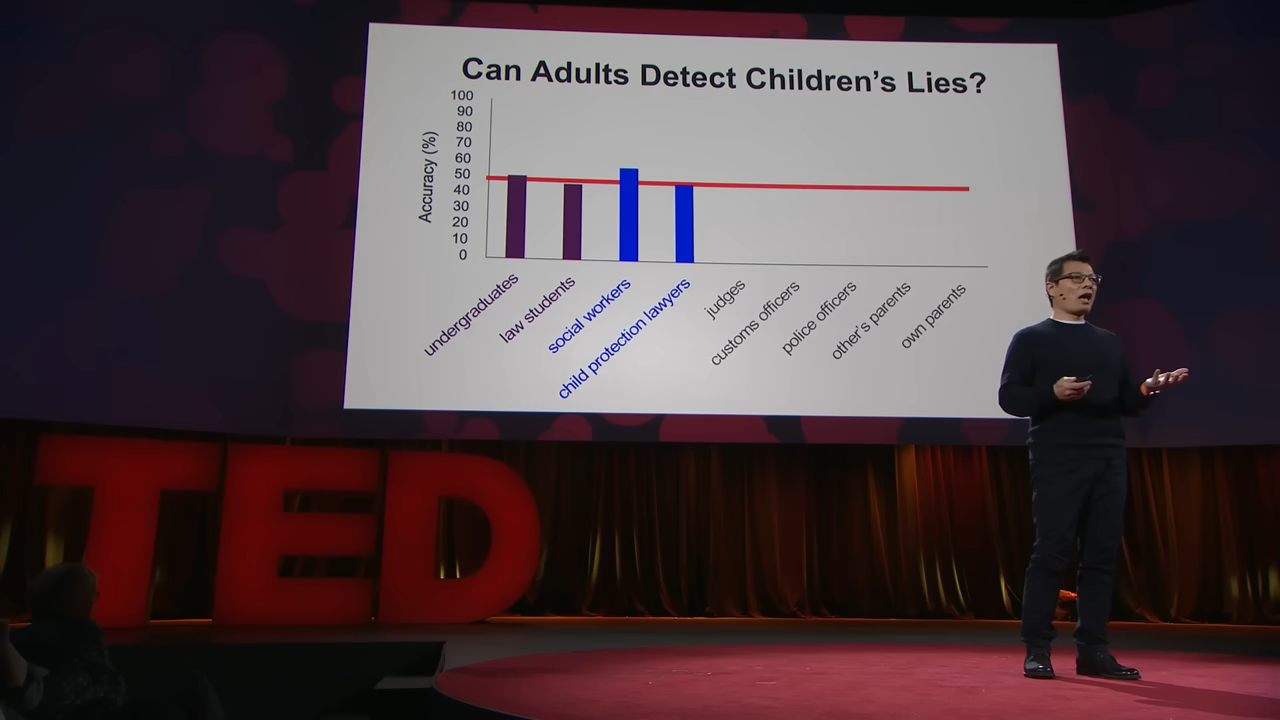 Can Adults Detect Children's Lies?
Accuracy (%)
100
90
80
70
60
50
40
30
20
10
0
undergraduates
law students
social workers
child protection lawyers
judges
customs officers
police officers
other's parents
own parents
TED